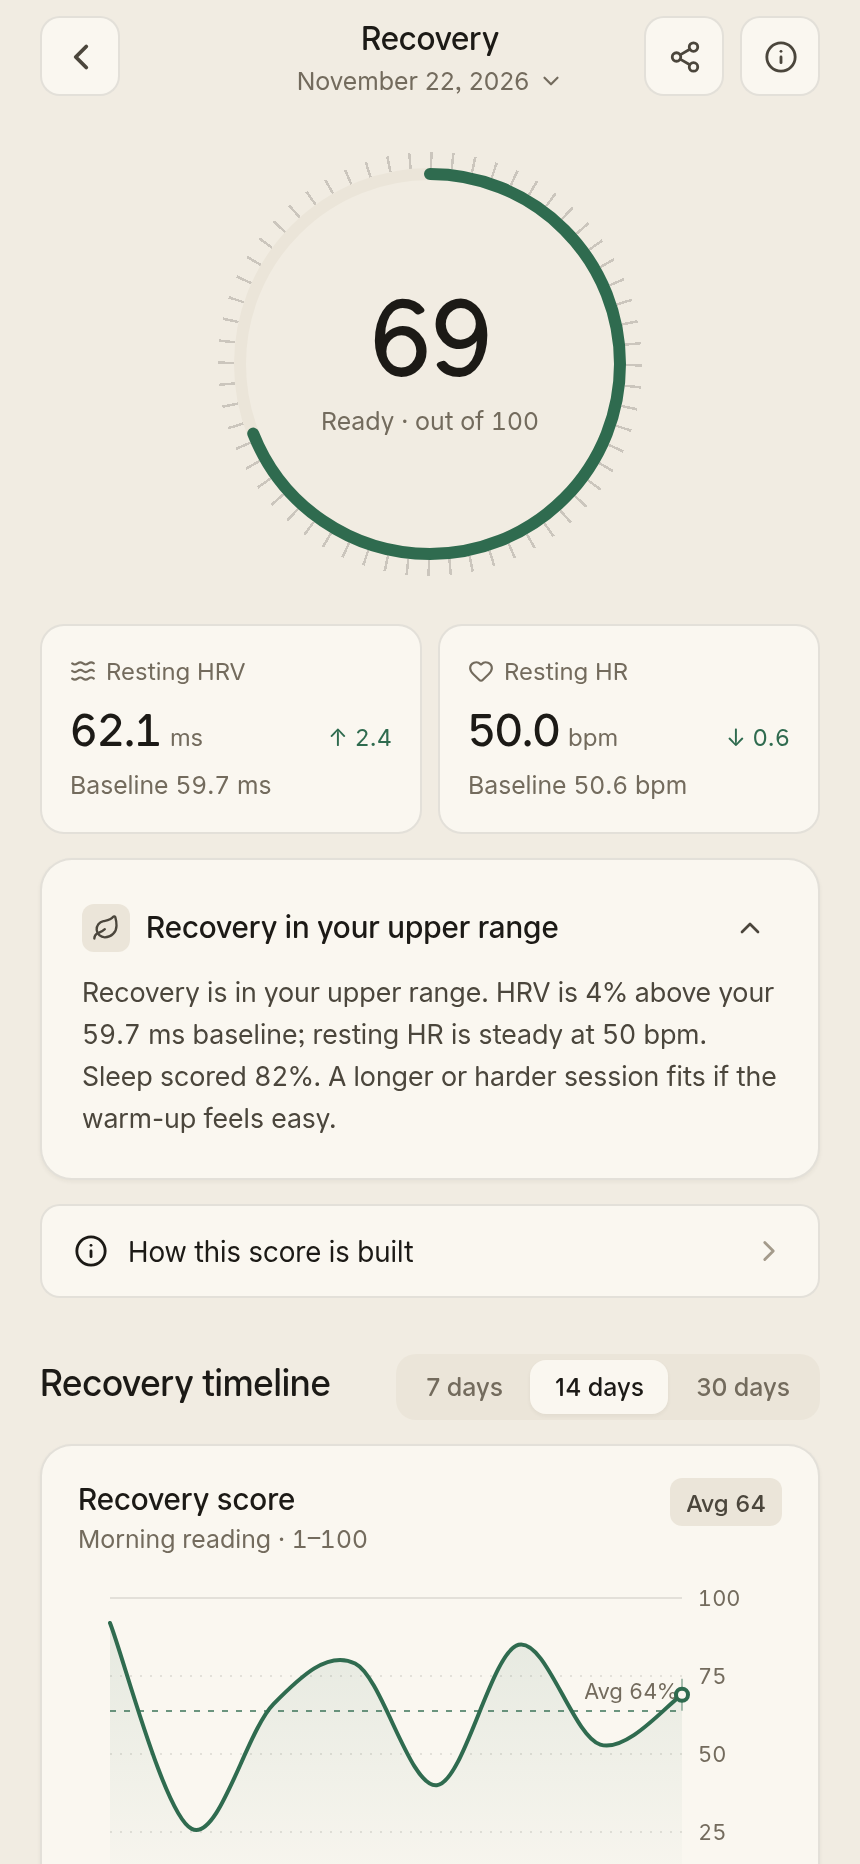 Recovery
November 22, 2026
69
Ready · out of 100
Resting HRV
62.1 ms ↑ 2.4
Baseline 59.7 ms
Resting HR
50.0 bpm ↓ 0.6
Baseline 50.6 bpm
Recovery in your upper range
Recovery is in your upper range. HRV is 4% above your
59.7 ms baseline; resting HR is steady at 50 bpm.
Sleep scored 82%. A longer or harder session fits if the
warm-up feels easy.
How this score is built
Recovery timeline
7 days 14 days 30 days
Recovery score
Avg 64
Morning reading · 1–100
100
75
Avg 64%
50
25